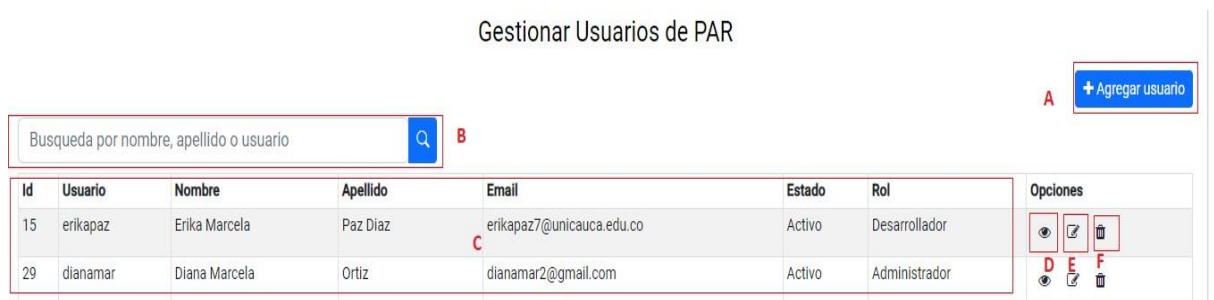 Gestionar Usuarios de PAR
A
+ Agregar usuario
Busqueda por nombre, apellido o usuario
B
Id Usuario Nombre Apellido Email Estado Rol Opciones
15 erikapaz Erika Marcela Paz Diaz erikapaz7@unicauca.edu.co Activo Desarrollador
C
D E F
29 dianamar Diana Marcela Ortiz dianamar2@gmail.com Activo Administrador